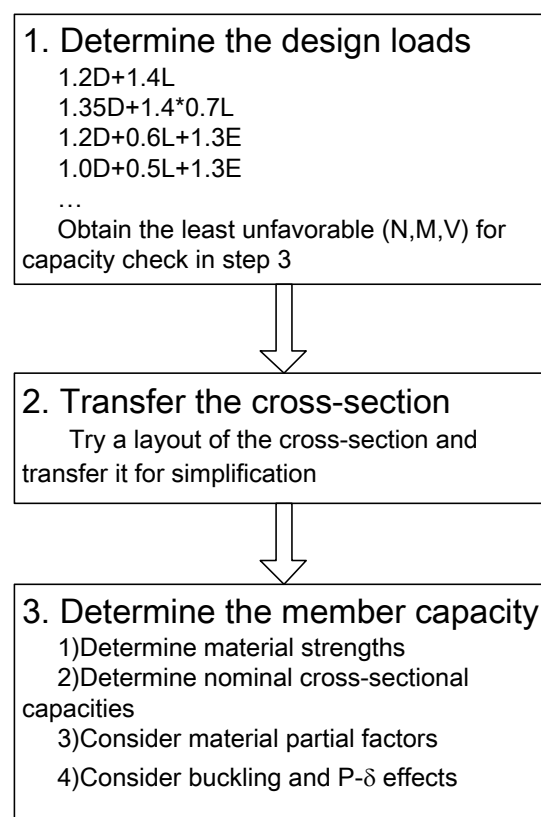 1. Determine the design loads
1.2D+1.4L
1.35D+1.4*0.7L
1.2D+0.6L+1.3E
1.0D+0.5L+1.3E
…
Obtain the least unfavorable (N,M,V) for
capacity check in step 3
2. Transfer the cross-section
Try a layout of the cross-section and
transfer it for simplification
3. Determine the member capacity
1)Determine material strengths
2)Determine nominal cross-sectional
capacities
3)Consider material partial factors
4)Consider buckling and P-δ effects